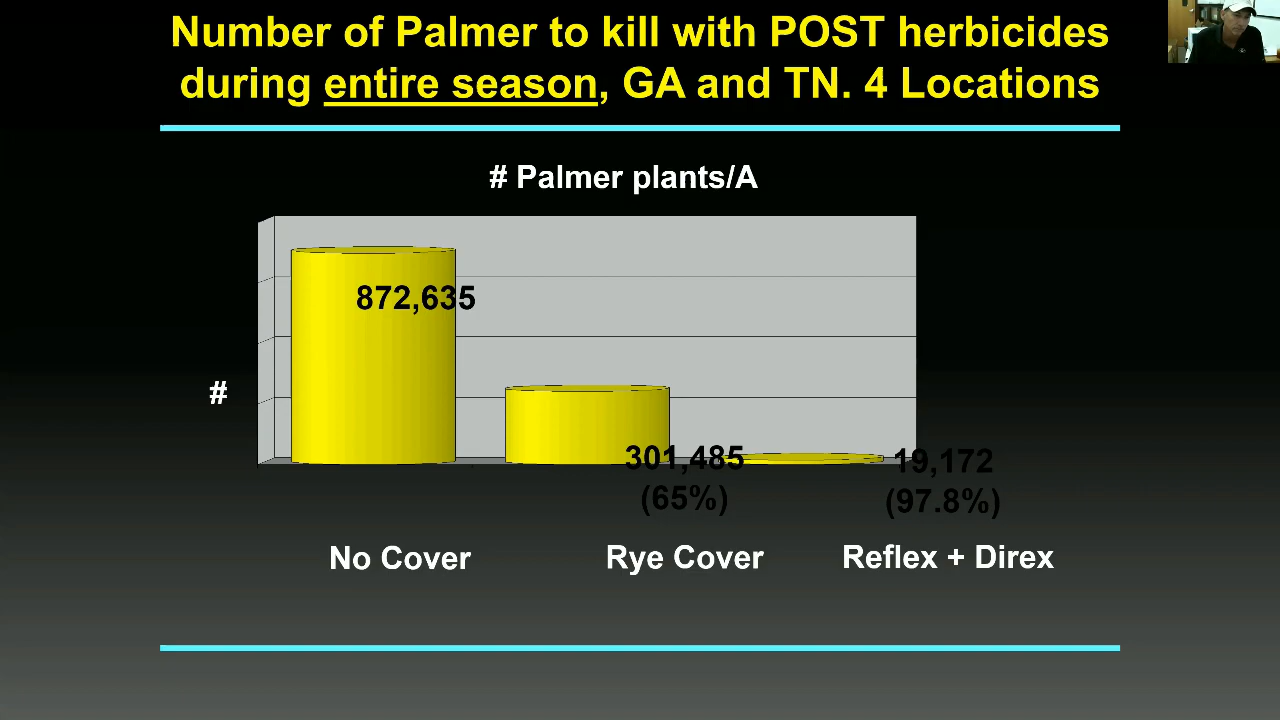 Number of Palmer to kill with POST herbicides
during entire season, GA and TN. 4 Locations
# Palmer plants/A
872,635
#
301,485
(65%)
19,172
(97.8%)
No Cover
Rye Cover
Reflex + Direx